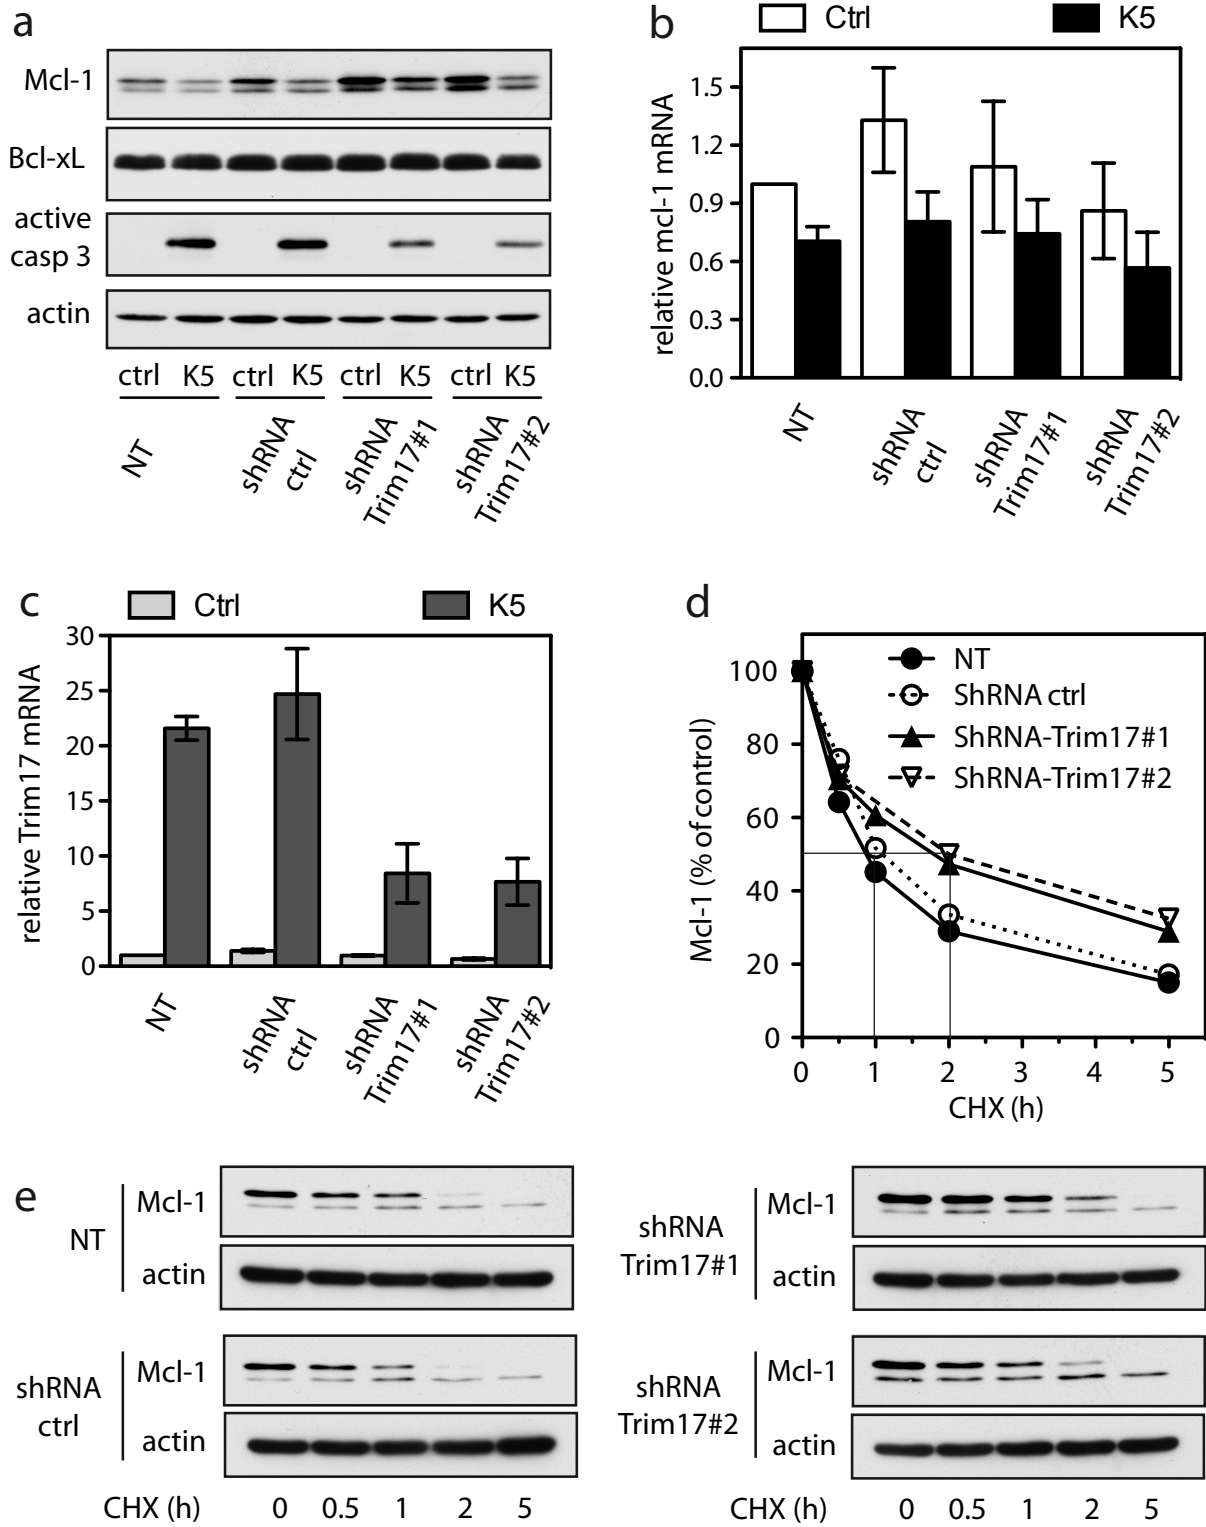 a
Mcl-1
Bcl-xL
active
casp 3
actin
ctrl K5 ctrl K5 ctrl K5 ctrl K5
NT
shRNA
ctrl
shRNA
Trim17#1
shRNA
Trim17#2
b
Ctrl K5
relative mcl-1 mRNA
1.5
1.2
0.9
0.6
0.3
0.0
NT
shRNA
ctrl
shRNA
Trim17#1
shRNA
Trim17#2
c
Ctrl K5
relative Trim17 mRNA
30
25
20
15
10
5
0
NT
shRNA
ctrl
shRNA
Trim17#1
shRNA
Trim17#2
d
NT
ShRNA ctrl
ShRNA-Trim17#1
ShRNA-Trim17#2
Mcl-1 (% of control)
100
80
60
40
20
0
0 1 2 3 4 5
CHX (h)
e
NT
Mcl-1
actin
shRNA
ctrl
Mcl-1
actin
CHX (h) 0 0.5 1 2 5
shRNA
Trim17#1
Mcl-1
actin
shRNA
Trim17#2
Mcl-1
actin
CHX (h) 0 0.5 1 2 5